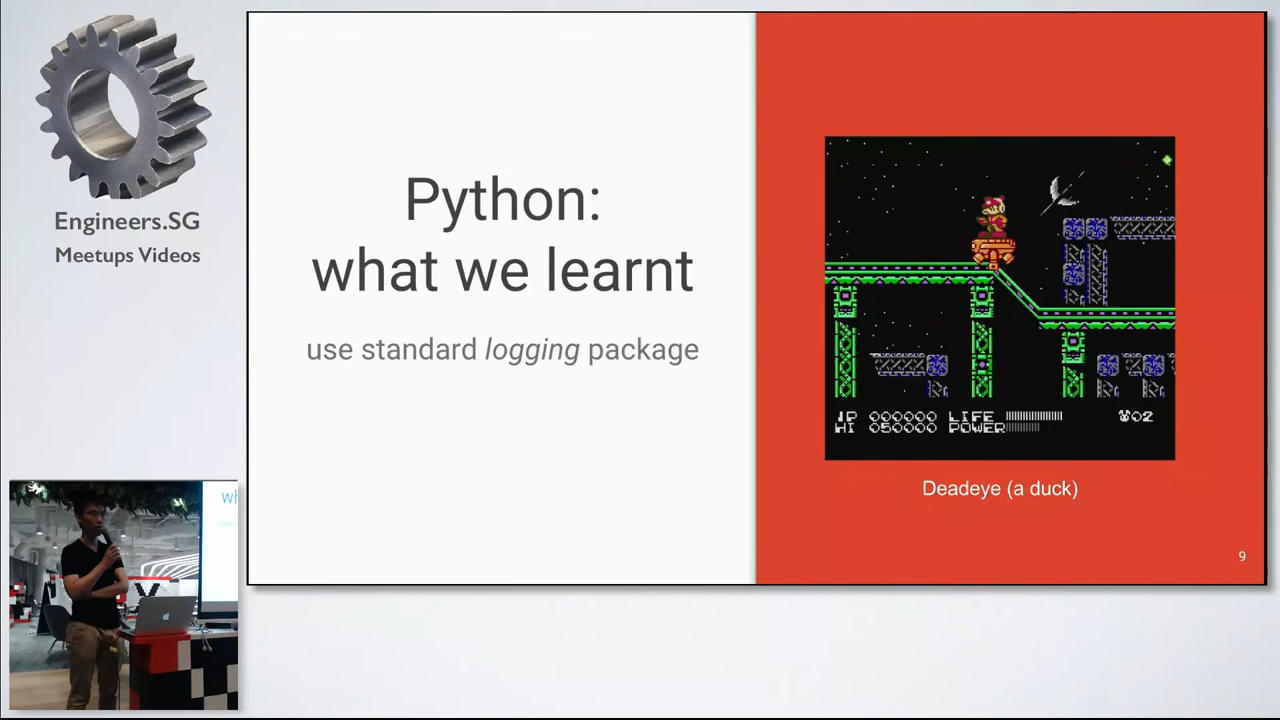 Engineers.SG
Meetups Videos
Python:
what we learnt
use standard logging package
1P 000000 LIFE
HI 050000 POWER
02
Deadeye (a duck)
9